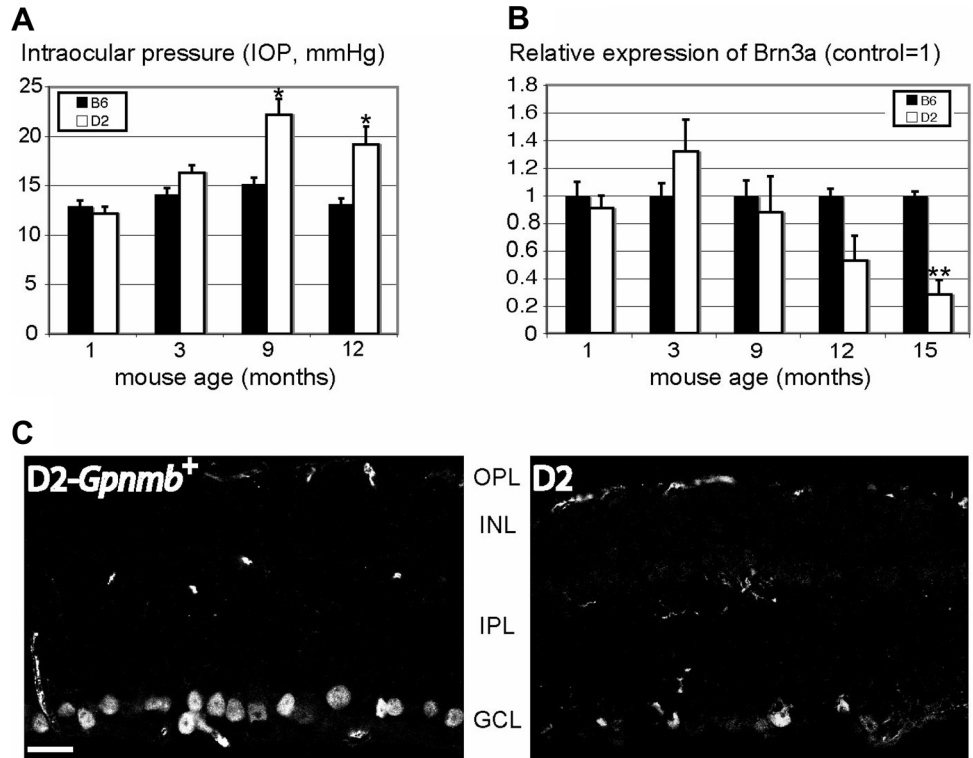 A
Intraocular pressure (IOP, mmHg)
25
20
15
10
5
0
B6
D2
*
*
1 3 9 12
mouse age (months)
B
Relative expression of Brn3a (control=1)
1.8
1.6
1.4
1.2
1
0.8
0.6
0.4
0.2
0
B6
D2
**
1 3 9 12 15
mouse age (months)
C
D2-Gpnmb+
OPL
INL
IPL
GCL
D2